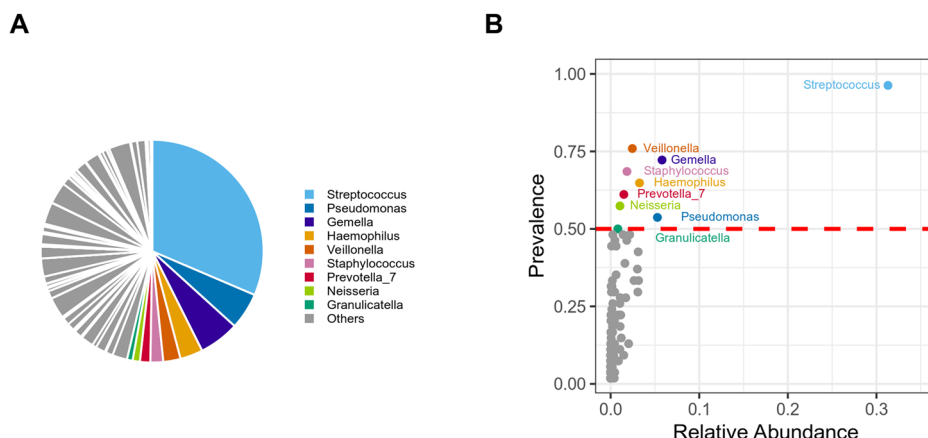 A
Streptococcus
Pseudomonas
Gemella
Haemophilus
Veillonella
Staphylococcus
Prevotella_7
Neisseria
Granulicatella
Others
B
Prevalence
1.00
0.75
0.50
0.25
0.00
Streptococcus
Veillonella
Gemella
Staphylococcus
Haemophilus
Prevotella_7
Neisseria
Pseudomonas
Granulicatella
0.0 0.1 0.2 0.3
Relative Abundance